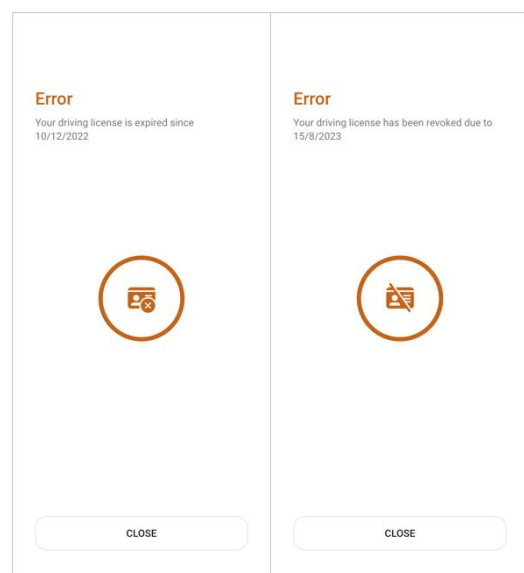 Error
Your driving license is expired since
10/12/2022
CLOSE
Error
Your driving license has been revoked due to
15/8/2023
CLOSE